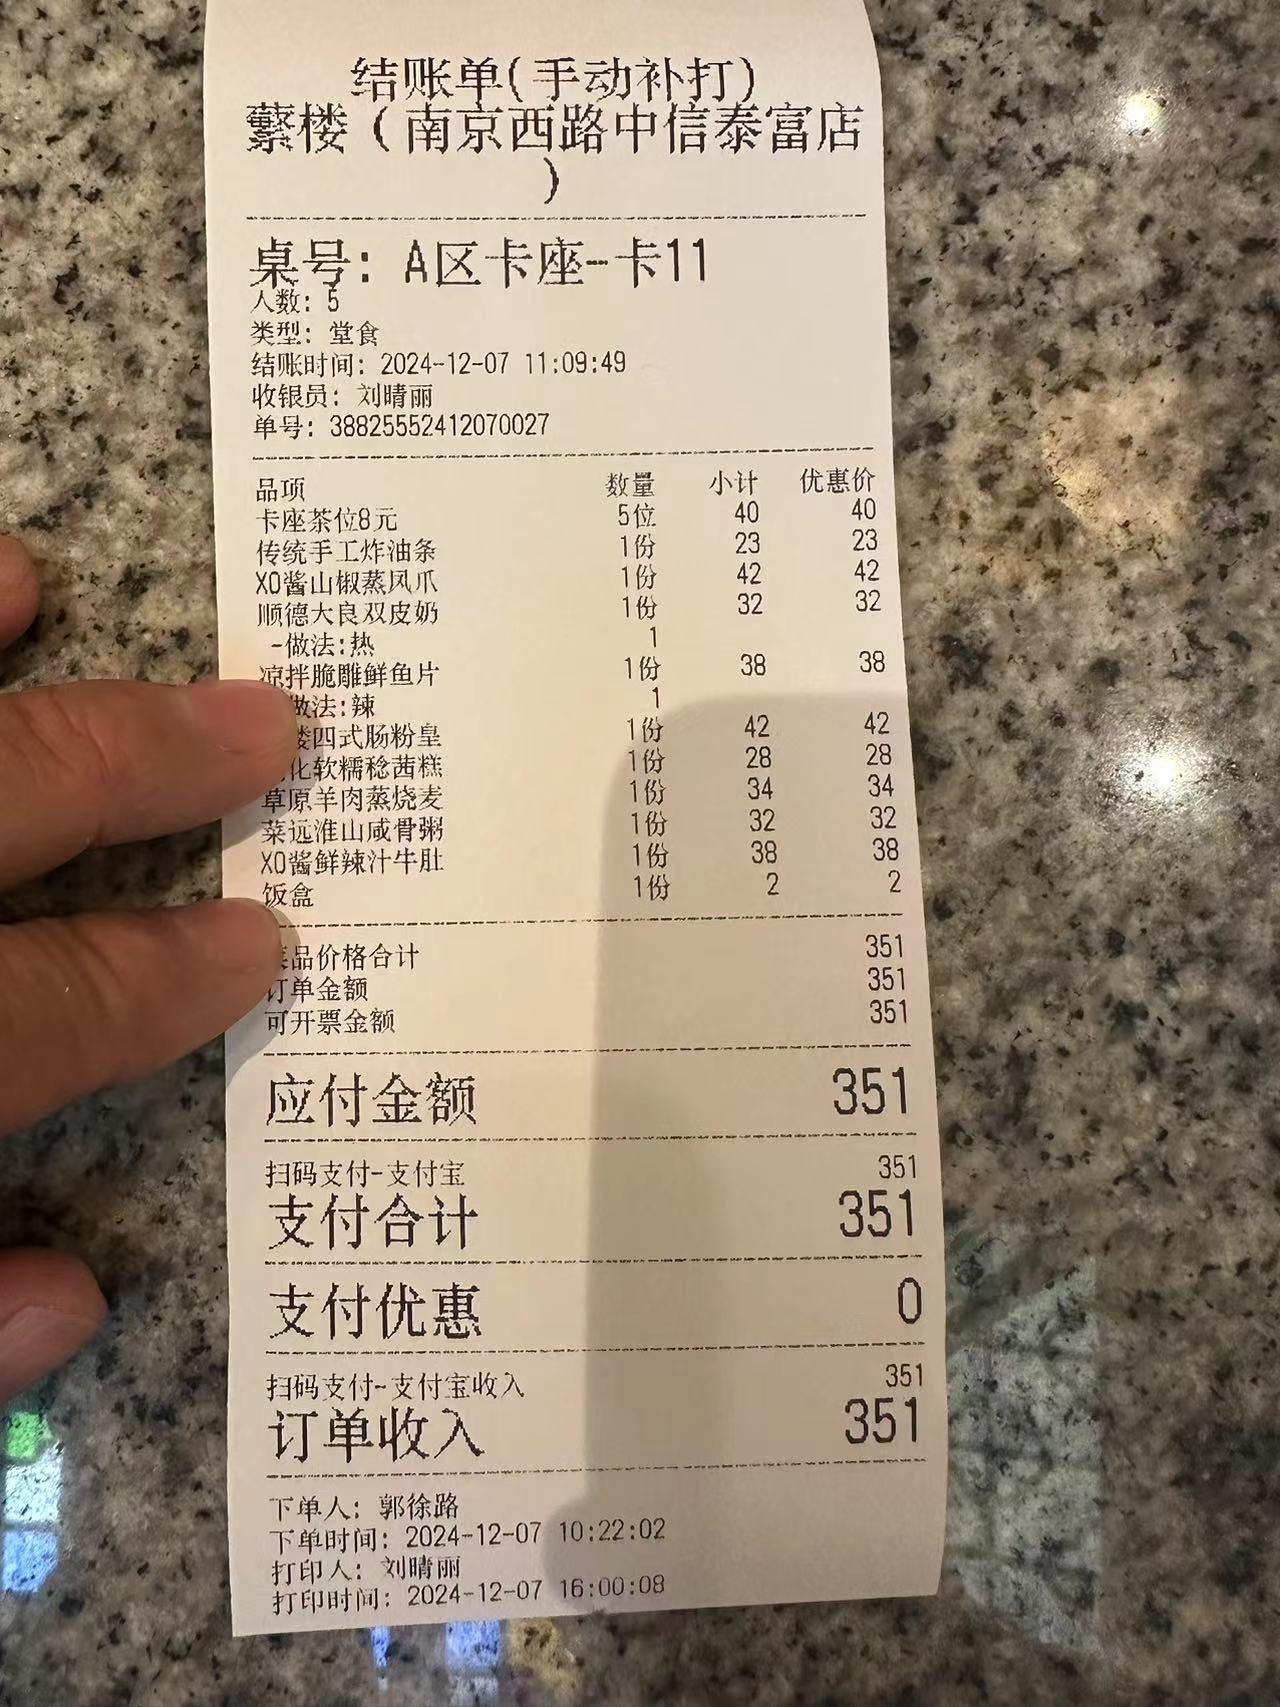 结账单(手动补打)
蘩楼(南京西路中信泰富店
)
桌号: A区卡座-卡11
人数: 5
类型: 堂食
结账时间: 2024-12-07 11:09:49
收银员: 刘晴丽
单号: 38825552412070027
品项 数量 小计 优惠价
卡座茶位8元 5位 40 40
传统手工炸油条 1份 23 23
XO酱山椒蒸凤爪 1份 42 42
顺德大良双皮奶 1份 32 32
-做法:热 1
凉拌脆雕鲜鱼片 1份 38 38
做法:辣 1
楼四式肠粉皇 1份 42 42
化软糯稔茜糕 1份 28 28
草原羊肉蒸烧麦 1份 34 34
菜远淮山咸骨粥 1份 32 32
XO酱鲜辣汁牛肚 1份 38 38
饭盒 1份 2 2
菜品价格合计 351
订单金额 351
可开票金额 351
应付金额 351
扫码支付-支付宝 351
支付合计 351
支付优惠 0
扫码支付-支付宝收入 351
订单收入 351
下单人: 郭徐路
下单时间: 2024-12-07 10:22:02
打印人: 刘晴丽
打印时间: 2024-12-07 16:00:08